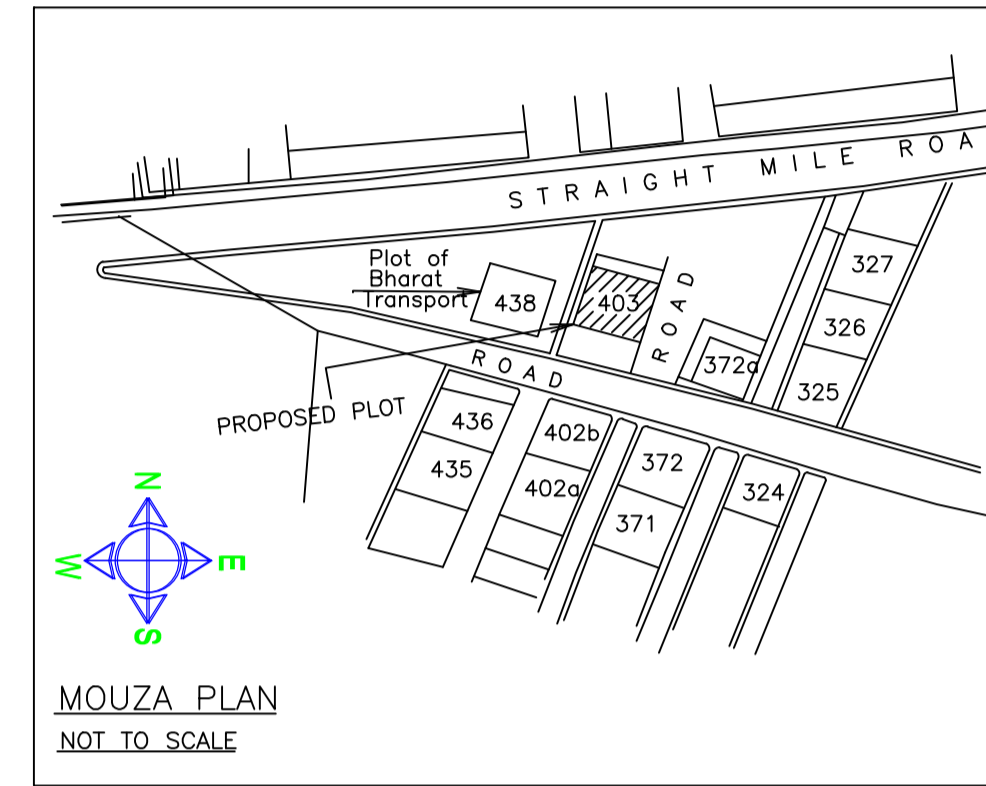 STRAIGHT MILE ROA
327
Plot of
Bharat
Transport
438
403
ROAD
326
372a
325
ROAD
PROPOSED PLOT
436
402b
435
372
402a
324
371
N
W
E
S
MOUZA PLAN
NOT TO SCALE